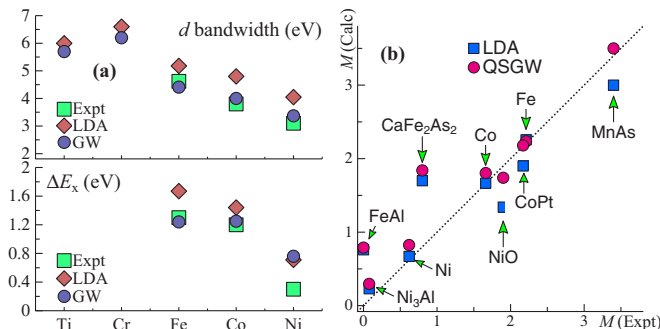 d bandwidth (eV)
(a)
7
6
5
4
3
2
Expt
LDA
GW
ΔEx (eV)
1.6
1.2
0.8
0.4
0
Expt
LDA
GW
Ti Cr Fe Co Ni
M (Calc)
(b)
LDA
QSGW
3
2
1
0
Fe
CaFe2As2
Co
MnAs
CoPt
FeAl
NiO
Ni
Ni3Al
0 1 2 3 M (Expt)